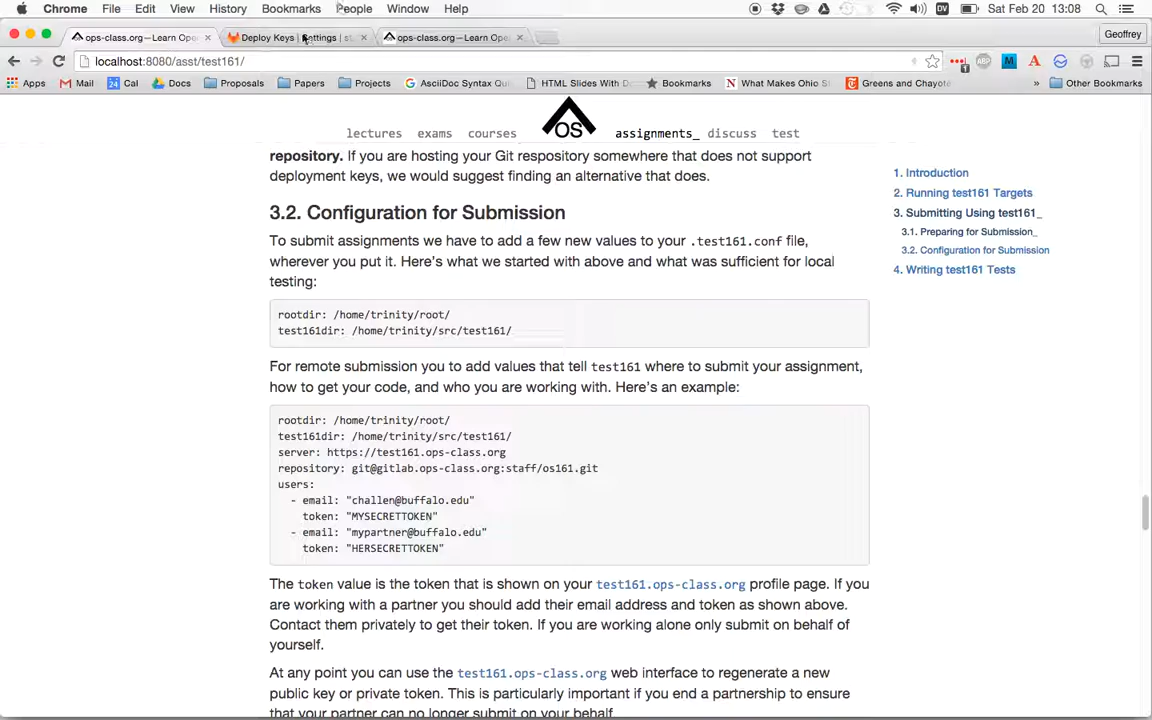 Chrome File Edit View History Bookmarks People Window Help Sat Feb 20 13:08
ops-class.org—Learn Ope Deploy Keys | Settings | s ops-class.org—Learn Ope Geoffrey
localhost:8080/asst/test161/
Apps Mail Cal Docs Proposals Papers Projects AsciiDoc Syntax Qu HTML Slides With D Bookmarks What Makes Ohio S Greens and Chayote » Other Bookmarks
lectures exams courses OS assignments_ discuss test
repository. If you are hosting your Git respository somewhere that does not support
deployment keys, we would suggest finding an alternative that does.
3.2. Configuration for Submission
To submit assignments we have to add a few new values to your .test161.conf file,
wherever you put it. Here's what we started with above and what was sufficient for local
testing:
rootdir: /home/trinity/root/
test161dir: /home/trinity/src/test161/
For remote submission you to add values that tell test161 where to submit your assignment,
how to get your code, and who you are working with. Here's an example:
rootdir: /home/trinity/root/
test161dir: /home/trinity/src/test161/
server: https://test161.ops-class.org
repository: git@gitlab.ops-class.org:staff/os161.git
users:
- email: "challen@buffalo.edu"
token: "MYSECRETTOKEN"
- email: "mypartner@buffalo.edu"
token: "HERSECRETTOKEN"
The token value is the token that is shown on your test161.ops-class.org profile page. If you
are working with a partner you should add their email address and token as shown above.
Contact them privately to get their token. If you are working alone only submit on behalf of
yourself.
At any point you can use the test161.ops-class.org web interface to regenerate a new
public key or private token. This is particularly important if you end a partnership to ensure
that your partner can no longer submit on your behalf.
1. Introduction
2. Running test161 Targets
3. Submitting Using test161_
3.1. Preparing for Submission_
3.2. Configuration for Submission
4. Writing test161 Tests